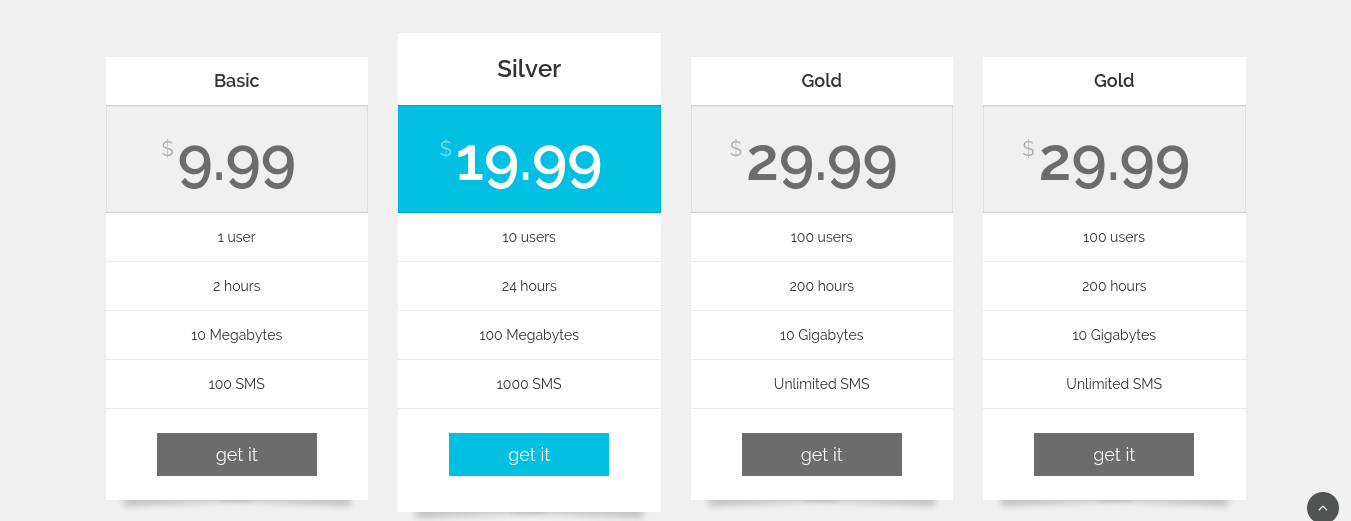 Basic
$ 9.99
1 user
2 hours
10 Megabytes
100 SMS
get it
Silver
$ 19.99
10 users
24 hours
100 Megabytes
1000 SMS
get it
Gold
$ 29.99
100 users
200 hours
10 Gigabytes
Unlimited SMS
get it
Gold
$ 29.99
100 users
200 hours
10 Gigabytes
Unlimited SMS
get it